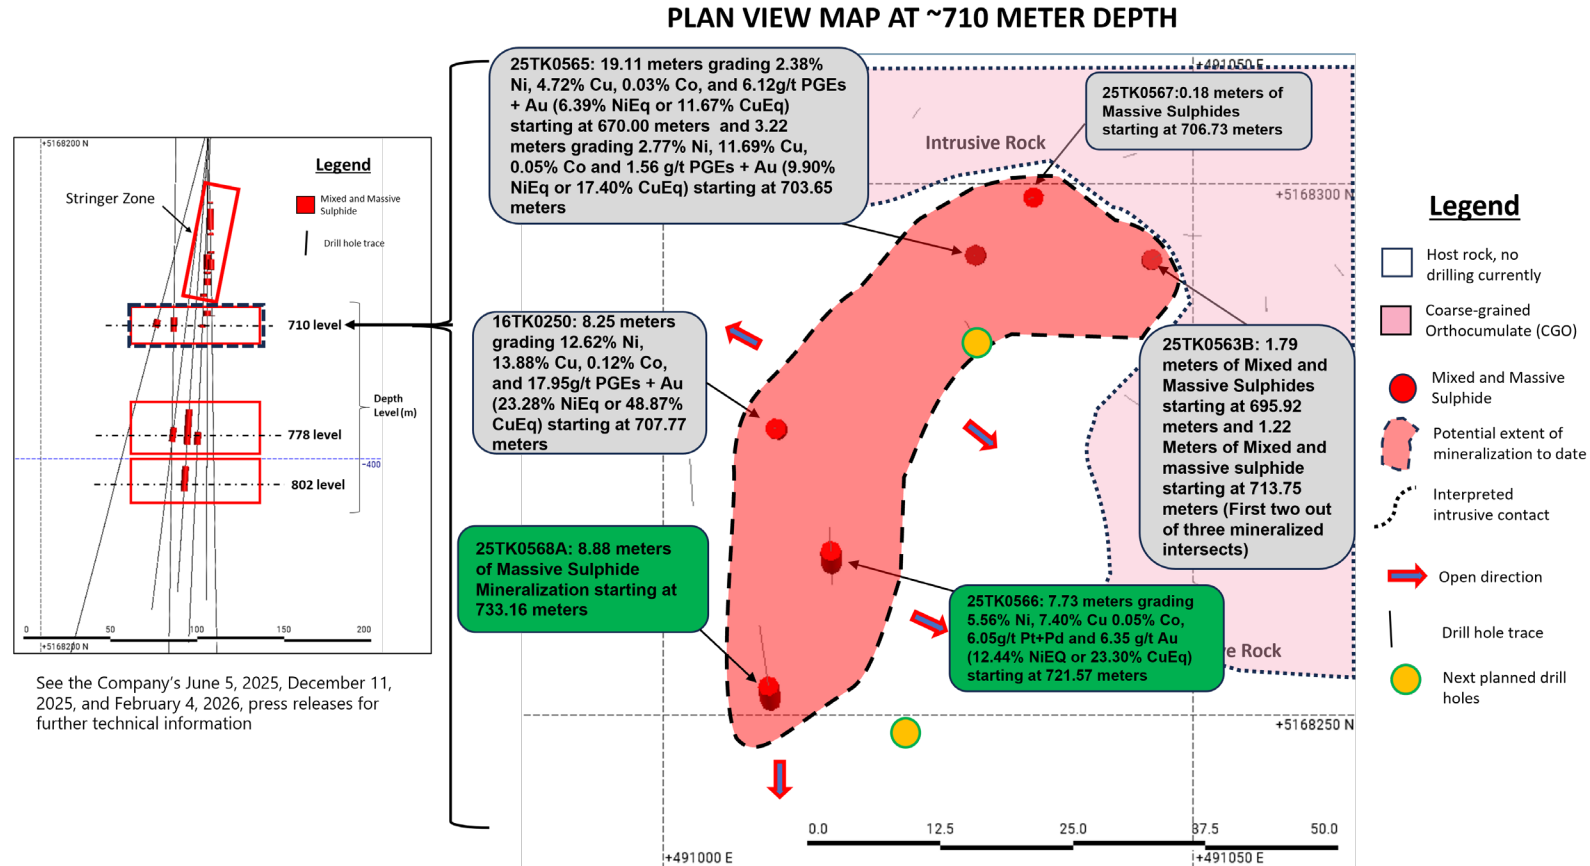 PLAN VIEW MAP AT ~710 METER DEPTH
+5168200 N
Legend
Stringer Zone
Mixed and Massive
Sulphide
Drill hole trace
710 level
Depth
Level (m)
778 level
-400
802 level
0
50
100
150
200
+5168200 N
See the Company's June 5, 2025, December 11,
2025, and February 4, 2026, press releases for
further technical information
25TK0565: 19.11 meters grading 2.38%
Ni, 4.72% Cu, 0.03% Co, and 6.12g/t PGEs
+ Au (6.39% NiEq or 11.67% CuEq)
starting at 670.00 meters and 3.22
meters grading 2.77% Ni, 11.69% Cu,
0.05% Co and 1.56 g/t PGEs + Au (9.90%
NiEq or 17.40% CuEq) starting at 703.65
meters
+491050 E
25TK0567:0.18 meters of
Massive Sulphides
starting at 706.73 meters
Intrusive Rock
+5168300 N
16TK0250: 8.25 meters
grading 12.62% Ni,
13.88% Cu, 0.12% Co,
and 17.95g/t PGEs + Au
(23.28% NiEq or 48.87%
CuEq) starting at 707.77
meters
25TK0563B: 1.79
meters of Mixed and
Massive Sulphides
starting at 695.92
meters and 1.22
Meters of Mixed and
massive sulphide
starting at 713.75
meters (First two out
of three mineralized
intersects)
25TK0568A: 8.88 meters
of Massive Sulphide
Mineralization starting at
733.16 meters
25TK0566: 7.73 meters grading
5.56% Ni, 7.40% Cu 0.05% Co,
6.05g/t Pt+Pd and 6.35 g/t Au
(12.44% NiEQ or 23.30% CuEq)
starting at 721.57 meters
ve Rock
+5168250 N
0.0
12.5
25.0
37.5
50.0
+491000 E
+491050 E
Legend
Host rock, no
drilling currently
Coarse-grained
Orthocumulate (CGO)
Mixed and Massive
Sulphide
Potential extent of
mineralization to date
Interpreted
intrusive contact
Open direction
Drill hole trace
Next planned drill
holes